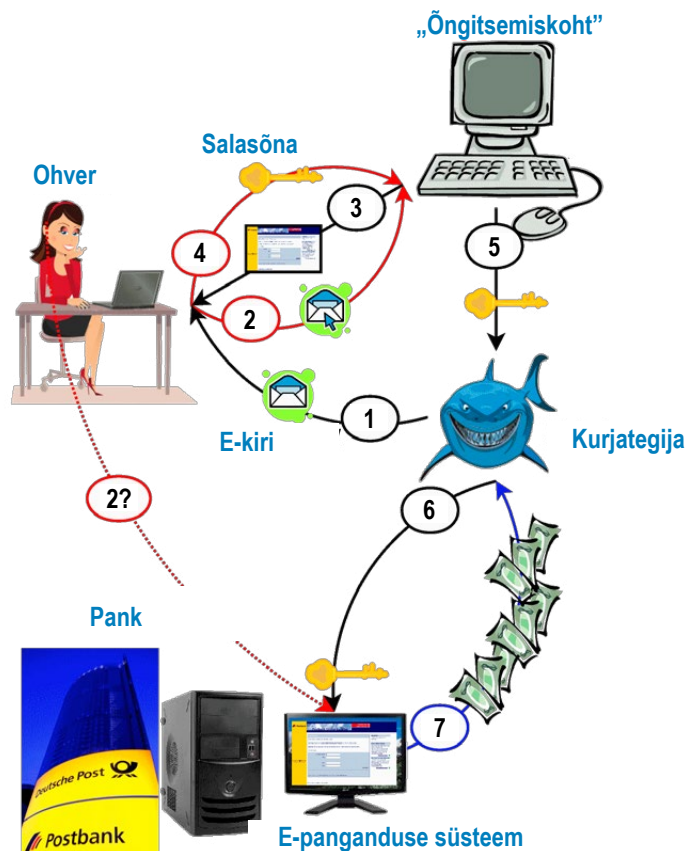 „Õngitsemiskoht”
Salasõna
Ohver
3
4
5
2
1
E-kiri
Kurjategija
2?
6
Pank
7
Deutsche Post
Postbank
E-panganduse süsteem